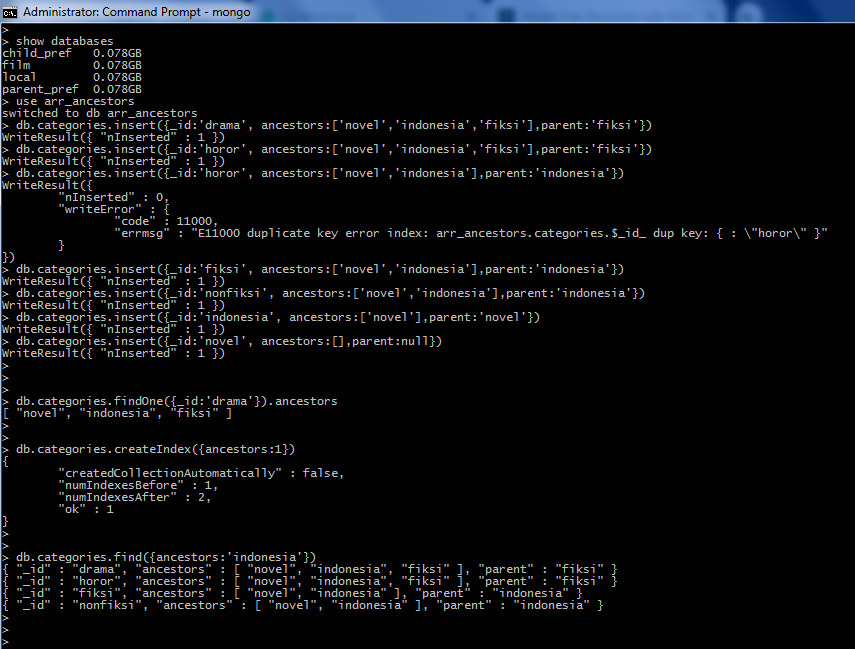 Administrator: Command Prompt - mongo
>
> show databases
child_pref   0.078GB
film         0.078GB
local        0.078GB
parent_pref  0.078GB
> use arr_ancestors
switched to db arr_ancestors
> db.categories.insert({_id:'drama', ancestors:['novel','indonesia','fiksi'],parent:'fiksi'})
WriteResult({ "nInserted" : 1 })
> db.categories.insert({_id:'horor', ancestors:['novel','indonesia','fiksi'],parent:'fiksi'})
WriteResult({ "nInserted" : 1 })
> db.categories.insert({_id:'horor', ancestors:['novel','indonesia'],parent:'indonesia'})
WriteResult({
        "nInserted" : 0,
        "writeError" : {
                "code" : 11000,
                "errmsg" : "E11000 duplicate key error index: arr_ancestors.categories.$_id_ dup key: { : \"horor\" }"
        }
})
> db.categories.insert({_id:'fiksi', ancestors:['novel','indonesia'],parent:'indonesia'})
WriteResult({ "nInserted" : 1 })
> db.categories.insert({_id:'nonfiksi', ancestors:['novel','indonesia'],parent:'indonesia'})
WriteResult({ "nInserted" : 1 })
> db.categories.insert({_id:'indonesia', ancestors:['novel'],parent:'novel'})
WriteResult({ "nInserted" : 1 })
> db.categories.insert({_id:'novel', ancestors:[],parent:null})
WriteResult({ "nInserted" : 1 })
>
>
>
> db.categories.findOne({_id:'drama'}).ancestors
[ "novel", "indonesia", "fiksi" ]
>
>
> db.categories.createIndex({ancestors:1})
{
        "createdCollectionAutomatically" : false,
        "numIndexesBefore" : 1,
        "numIndexesAfter" : 2,
        "ok" : 1
}
>
>
> db.categories.find({ancestors:'indonesia'})
{ "_id" : "drama", "ancestors" : [ "novel", "indonesia", "fiksi" ], "parent" : "fiksi" }
{ "_id" : "horor", "ancestors" : [ "novel", "indonesia", "fiksi" ], "parent" : "fiksi" }
{ "_id" : "fiksi", "ancestors" : [ "novel", "indonesia" ], "parent" : "indonesia" }
{ "_id" : "nonfiksi", "ancestors" : [ "novel", "indonesia" ], "parent" : "indonesia" }
>
>
>